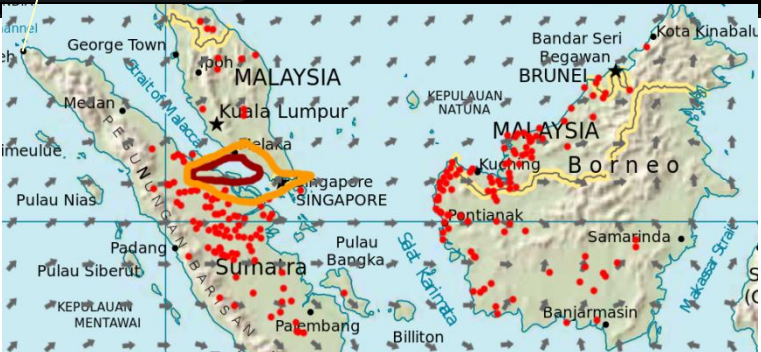 annel
eh
George Town
Ipoh
MALAYSIA
Strait of Malacca
Medan
Kuala Lumpur
Melaka
imeulue
PEGUNUNGAN BARISAN
Singapore
SINGAPORE
Pulau Nias
Padang
Pulau Siberut
Sumatra
Pulau
Bangka
KEPULAUAN
MENTAWAI
Palembang
Billiton
Selat Karimata
KEPULAUAN
NATUNA
Kota Kinabalu
Bandar Seri
Begawan
BRUNEI
MALAYSIA
Kuching
Borneo
Pontianak
Samarinda
Banjarmasin
Makassar Strait
S
(C